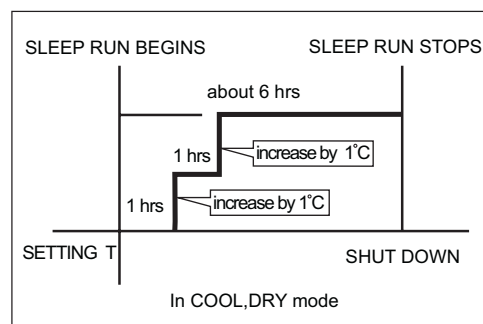 SLEEP RUN BEGINS
SLEEP RUN STOPS
about 6 hrs
1 hrs
increase by 1°C
1 hrs
increase by 1°C
SETTING T
SHUT DOWN
In COOL,DRY mode